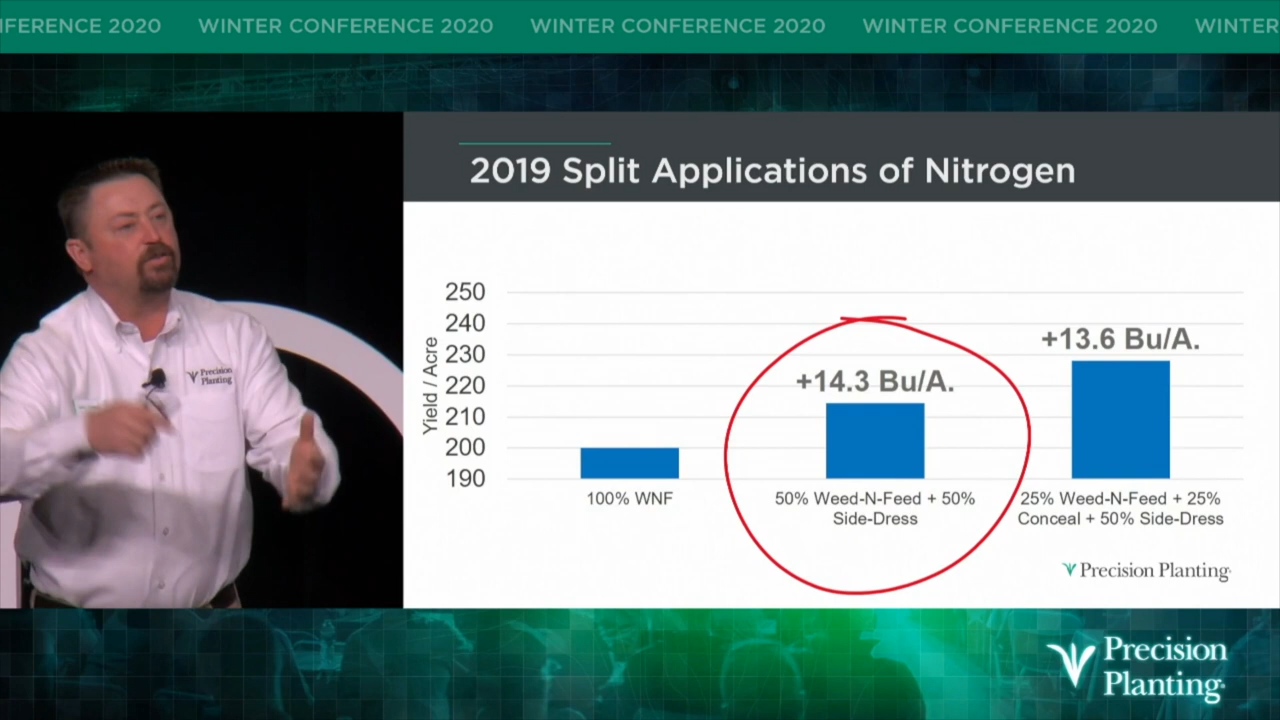 IFERENCE 2020 WINTER CONFERENCE 2020 WINTER CONFERENCE 2020 WINTER CONFERENCE 2020 WINTER
2019 Split Applications of Nitrogen
Yield / Acre
250
240
230
220
210
200
190
+14.3 Bu/A.
+13.6 Bu/A.
100% WNF
50% Weed-N-Feed + 50%
Side-Dress
25% Weed-N-Feed + 25%
Conceal + 50% Side-Dress
Precision Planting
Precision
Planting
Precision
Planting